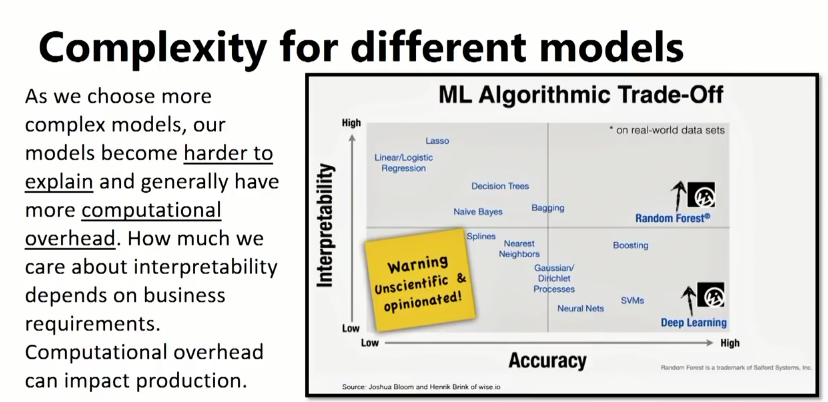 Complexity for different models
As we choose more
complex models, our
models become harder to
explain and generally have
more computational
overhead. How much we
care about interpretability
depends on business
requirements.
Computational overhead
can impact production.
ML Algorithmic Trade-Off
High
* on real-world data sets
Lasso
Linear/Logistic
Regression
Decision Trees
Naive Bayes
Bagging
Random Forest®
Interpretability
Splines
Nearest
Neighbors
Boosting
Warning
Unscientific &
opinionated!
Gaussian/
Dirichlet
Processes
SVMs
Neural Nets
Deep Learning
Low
Low
High
Accuracy
Random Forest is a trademark of Salford Systems, Inc.
Source: Joshua Bloom and Henrik Brink of wise.io